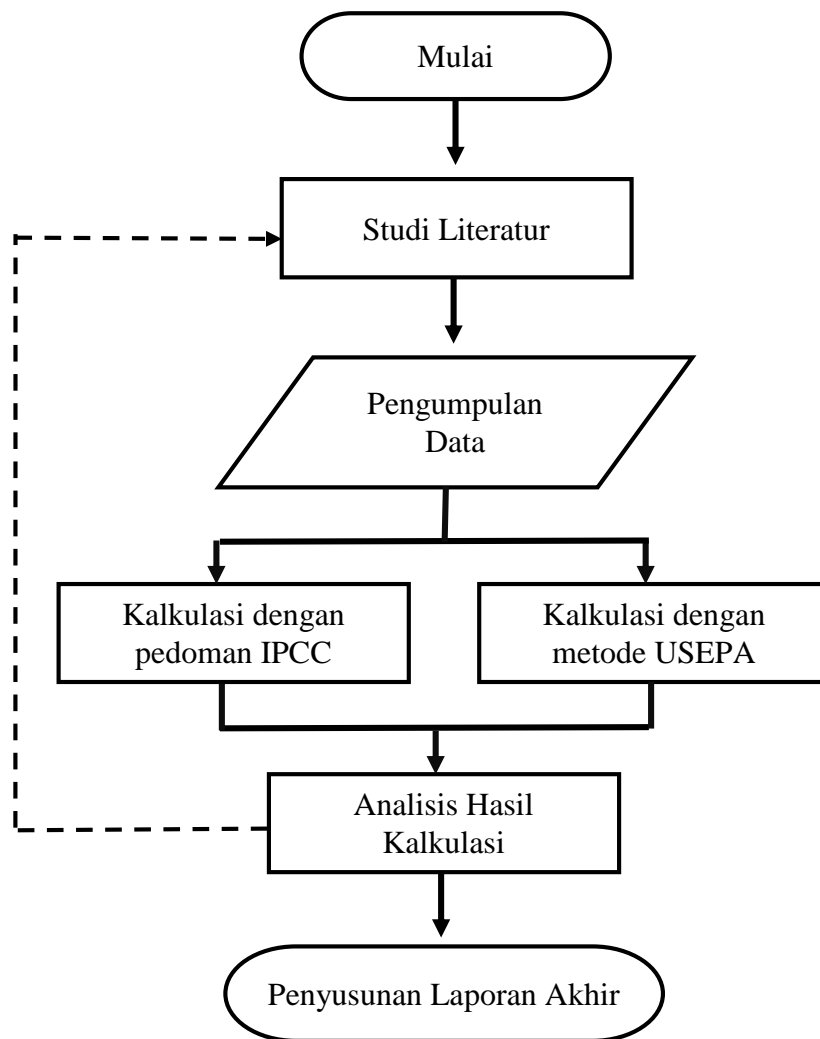 Mulai
Studi Literatur
Pengumpulan
Data
Kalkulasi dengan
pedoman IPCC
Kalkulasi dengan
metode USEPA
Analisis Hasil
Kalkulasi
Penyusunan Laporan Akhir